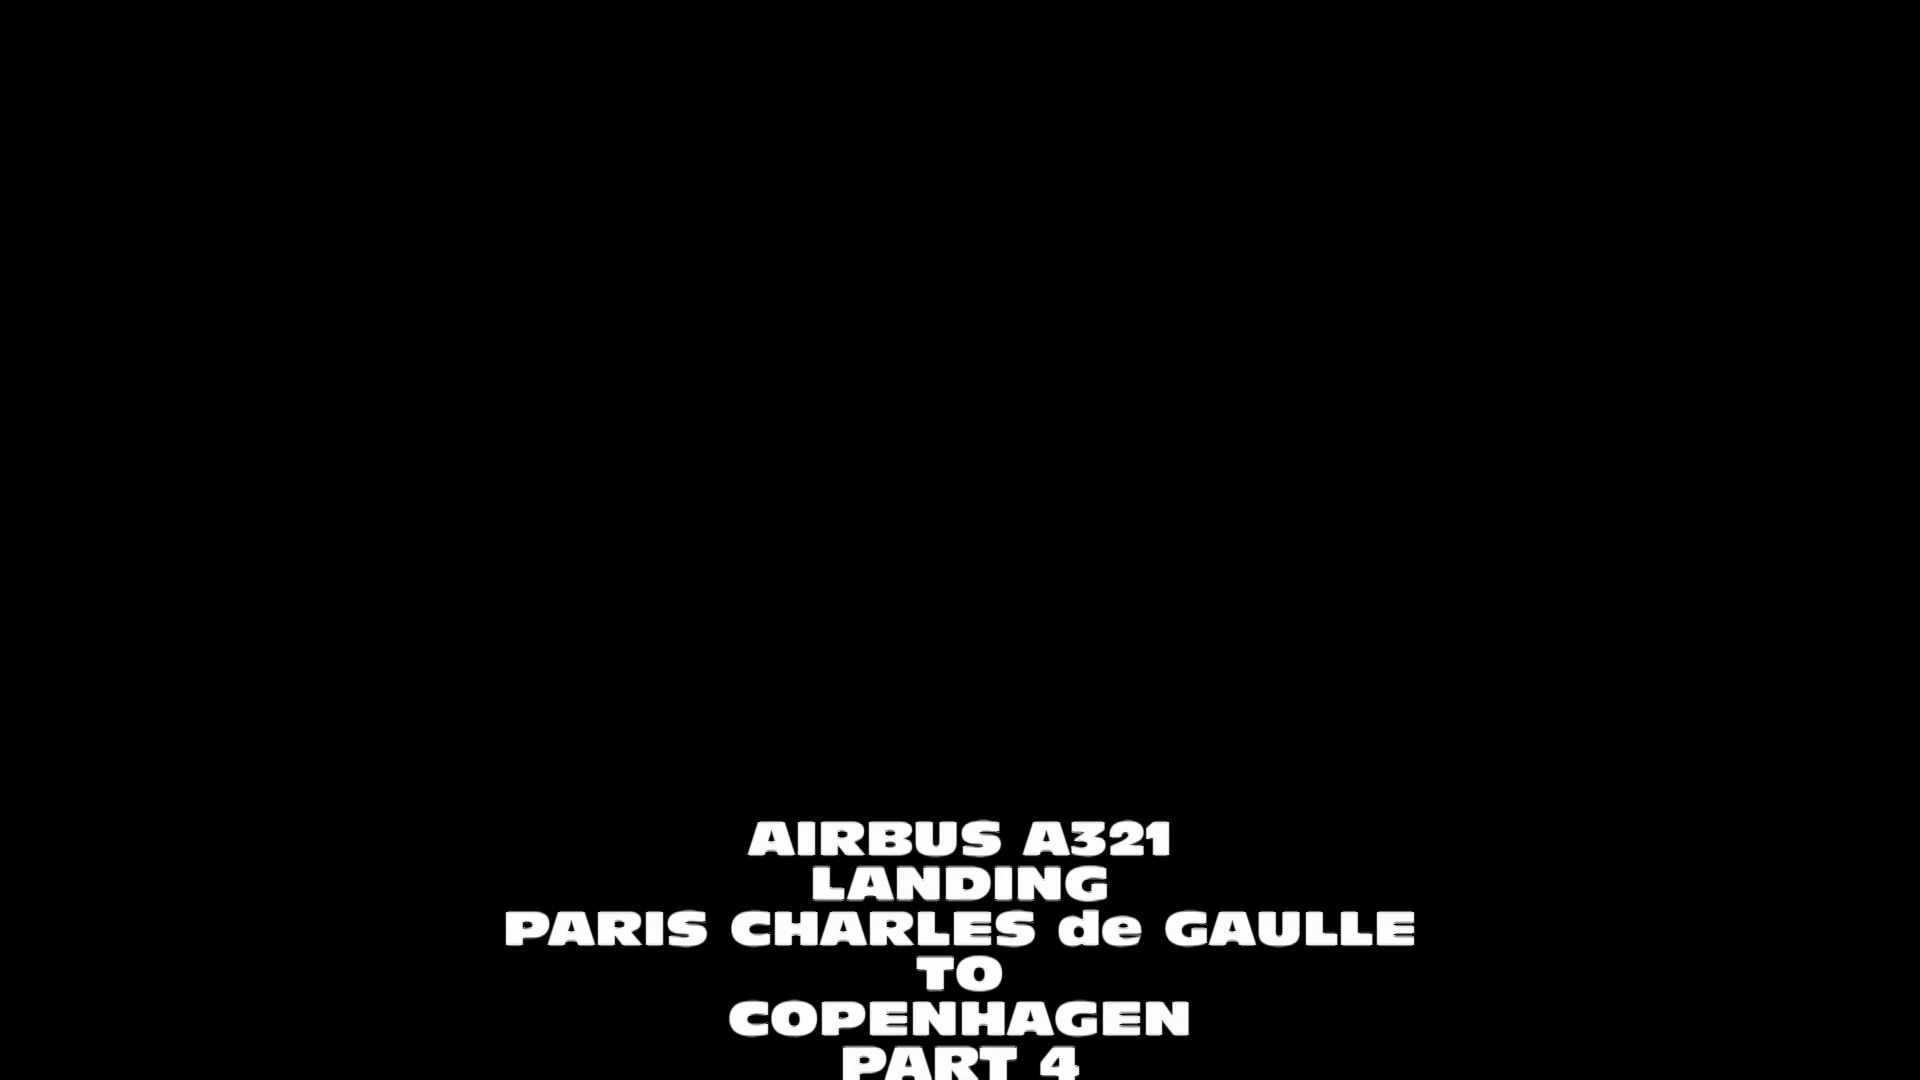 AIRBUS A321
LANDING
PARIS CHARLES de GAULLE
TO
COPENHAGEN
PART 4